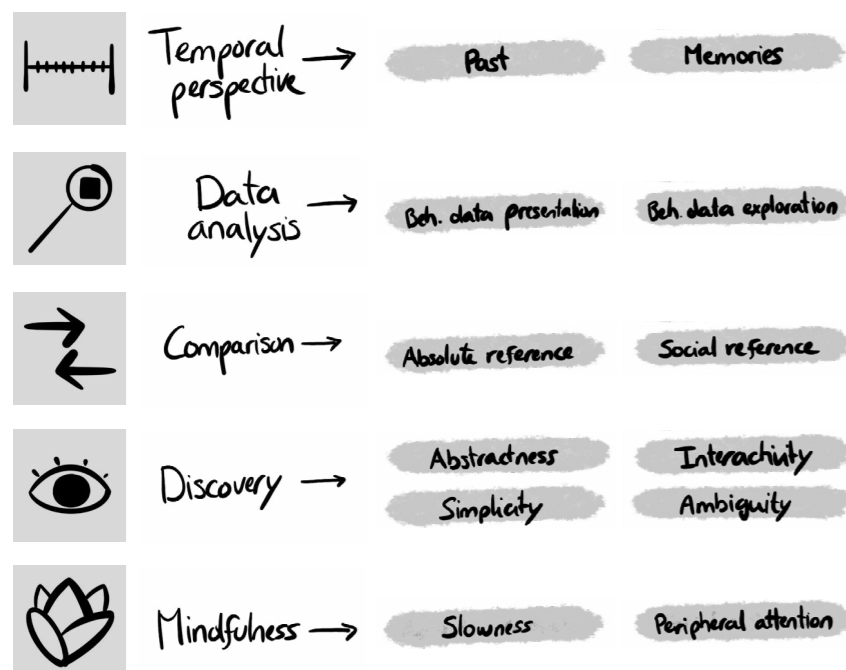 Temporal perspective → Past Memories
Data analysis → Beh. data presentation Beh. data exploration
Comparison → Absolute reference Social reference
Discovery → Abstractness Interactivity
Simplicity Ambiguity
Mindfulness → Slowness Peripheral attention